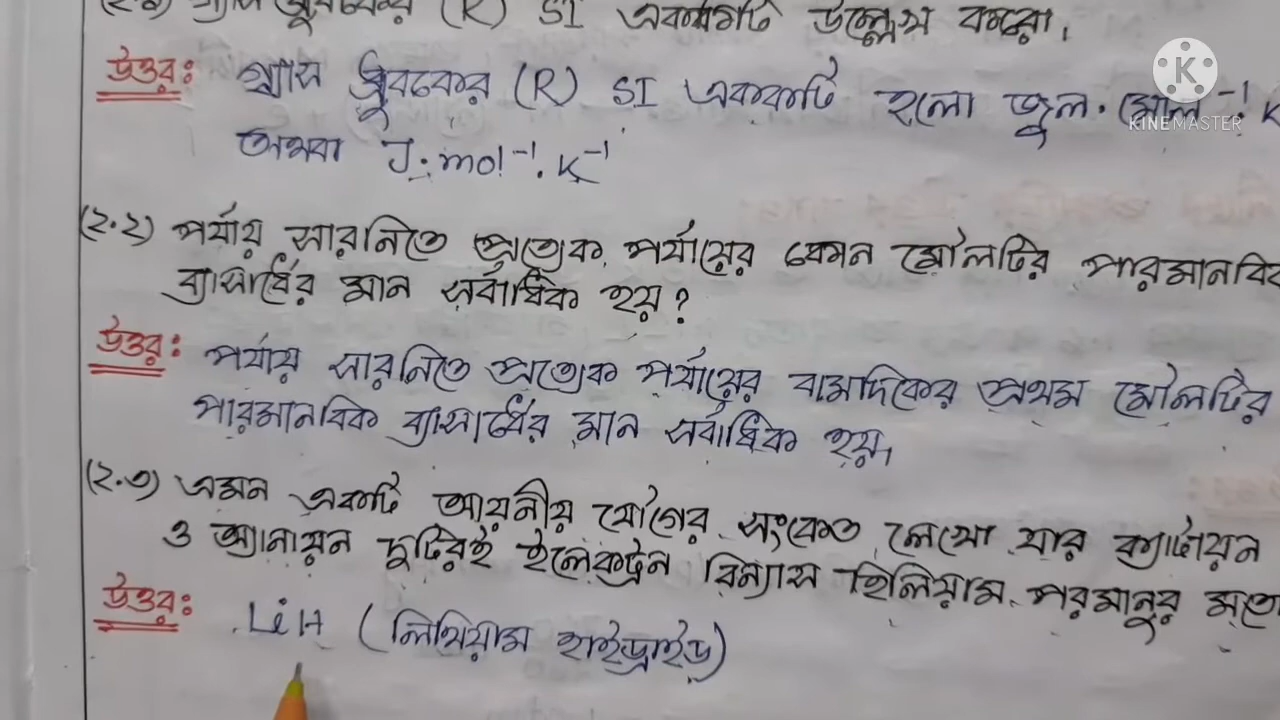 (২.১) গ্যাস ধ্রুবকের (R) SI এককটি উল্লেখ করো।
উত্তর: গ্যাস ধ্রুবকের (R) SI এককটি হলো জুল. মোল⁻¹. K
অথবা J. mol⁻¹. K⁻¹
(২.২) পর্যায় সারনিতে প্রত্যেক পর্যায়ের কোন মৌলটির পারমানবিক
ব্যাসার্ধের মান সর্বাধিক হয়?
উত্তর: পর্যায় সারনিতে প্রত্যেক পর্যায়ের বামদিকের প্রথম মৌলটির
পারমানবিক ব্যাসার্ধের মান সর্বাধিক হয়।
(২.৩) এমন একটি আয়নীয় যৌগের সংকেত লেখো যার ক্যাটায়ন
ও অ্যানায়ন দুটিরই ইলেকট্রন বিন্যাস হিলিয়াম পরমানুর মতো
উত্তর: LiH (লিথিয়াম হাইড্রাইড)
KINEMASTER